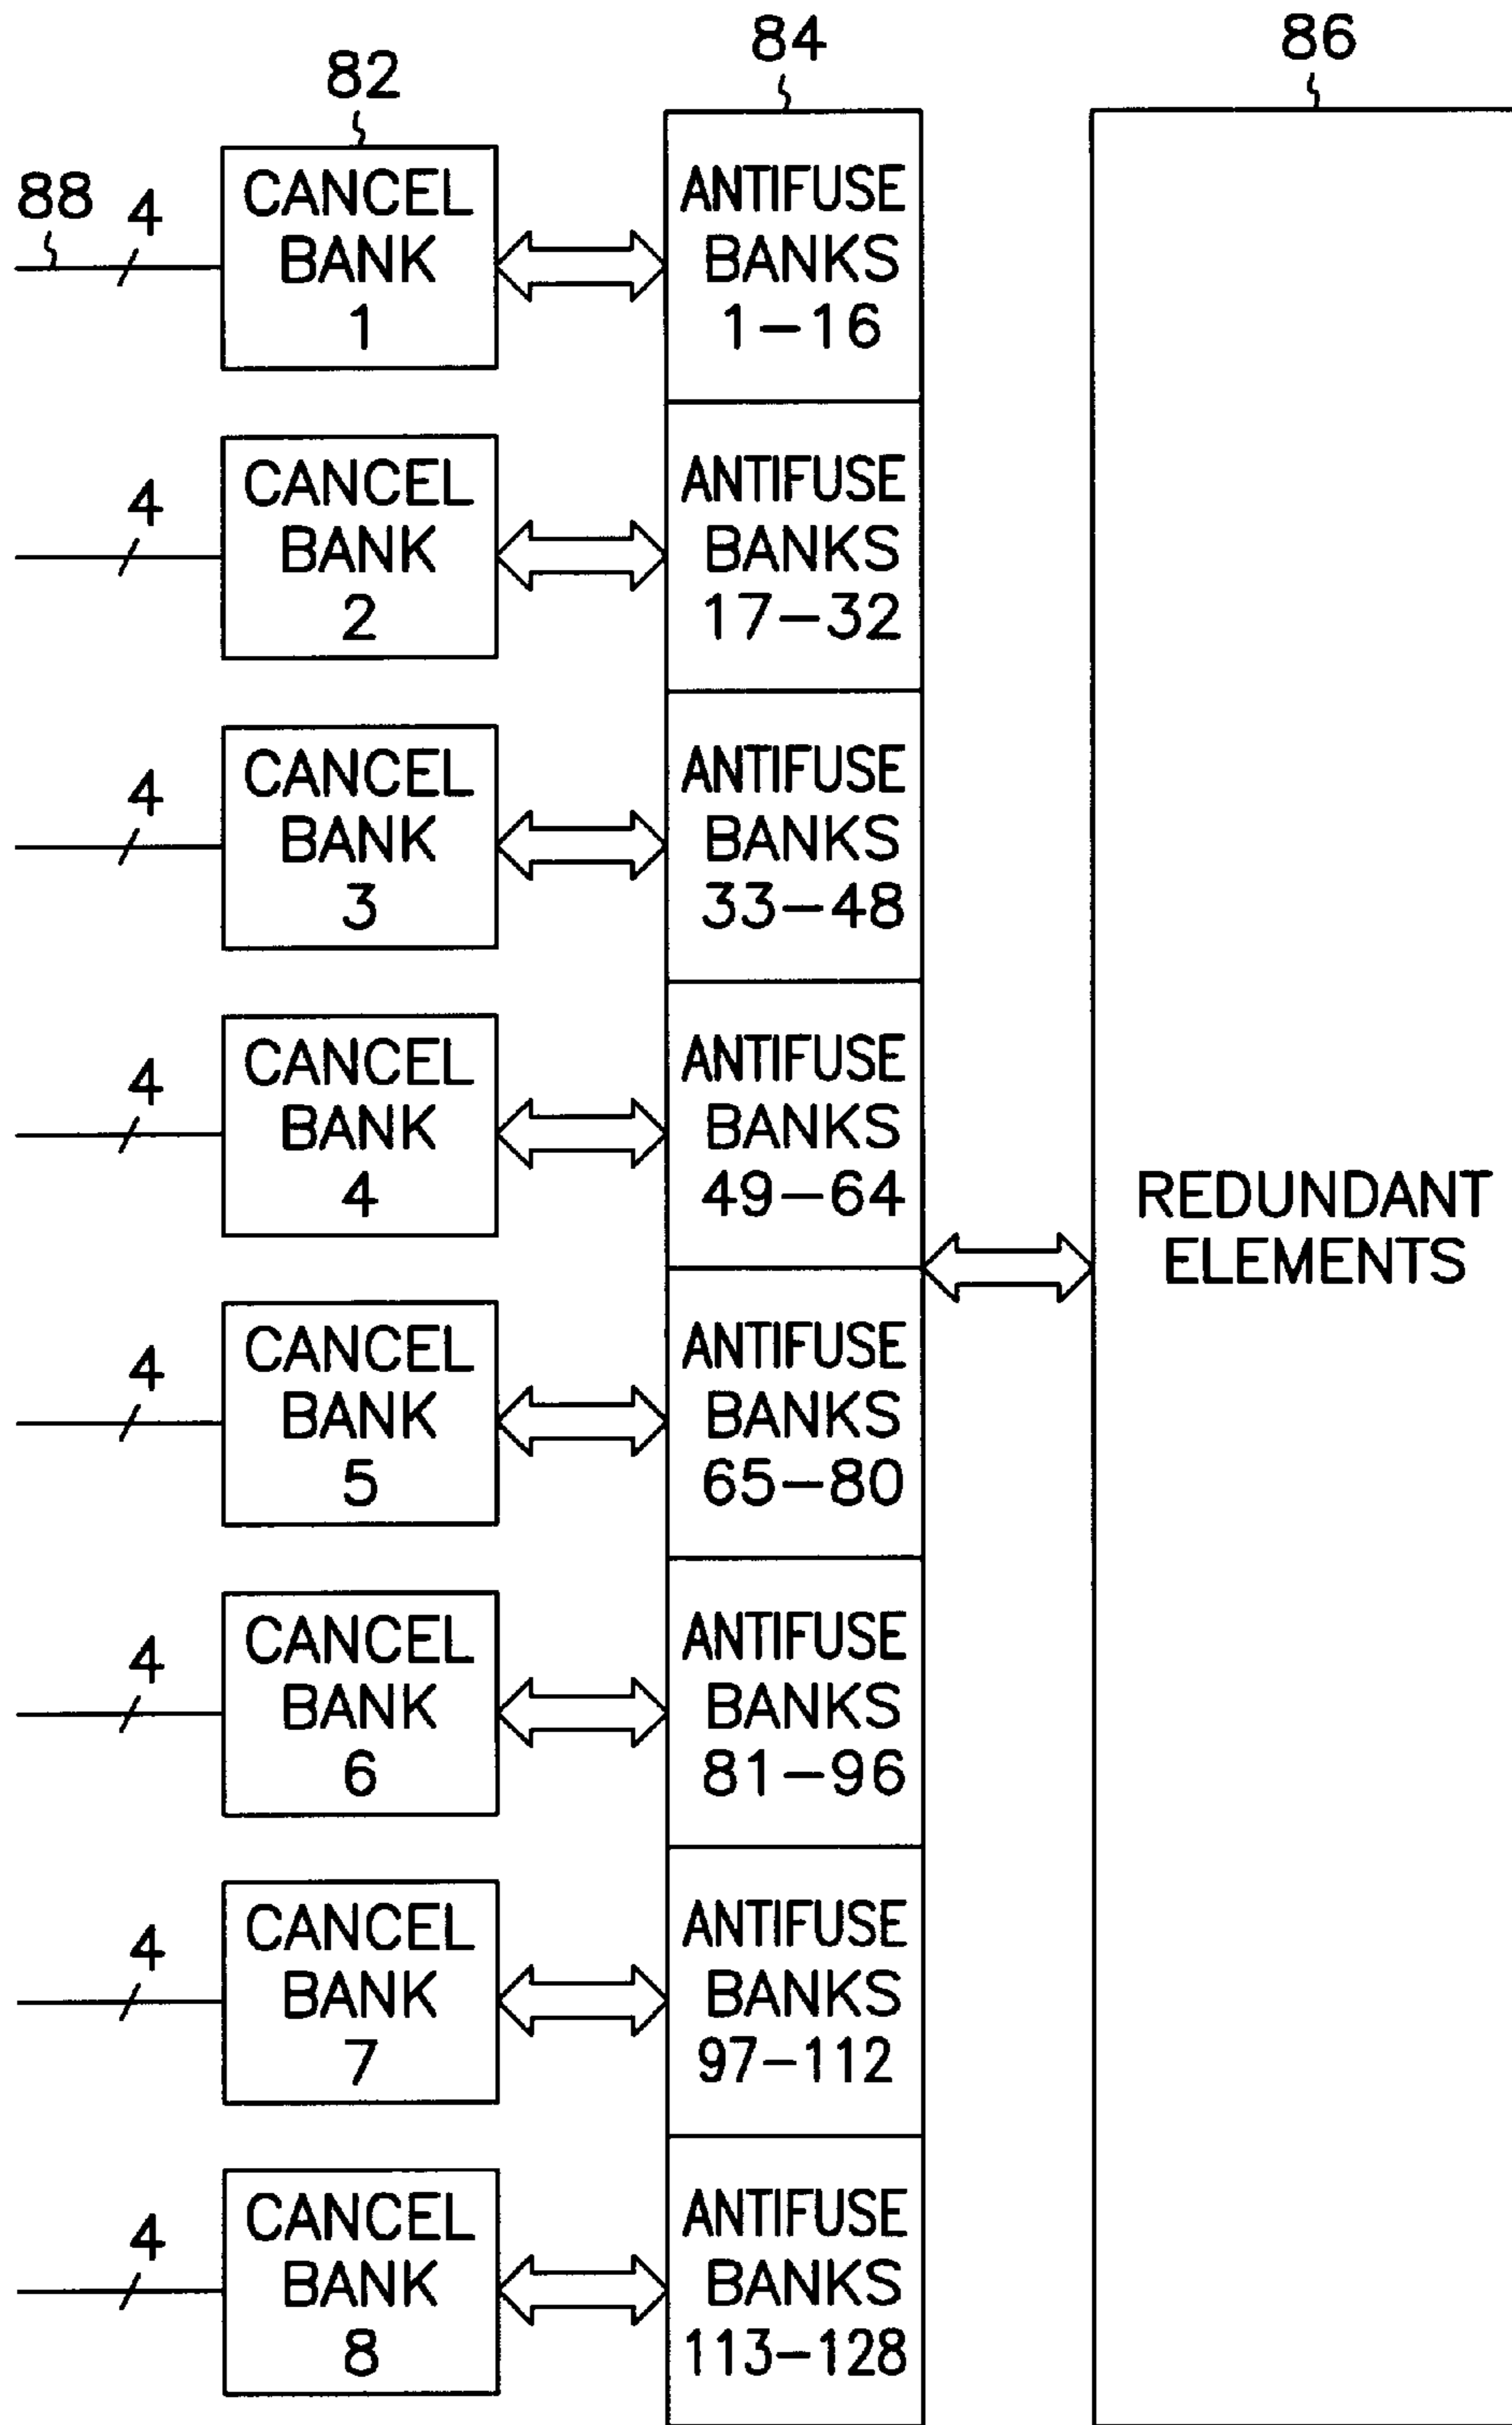 82
84
86
88
4
CANCEL
BANK
1
ANTIFUSE
BANKS
1-16
4
CANCEL
BANK
2
ANTIFUSE
BANKS
17-32
4
CANCEL
BANK
3
ANTIFUSE
BANKS
33-48
4
CANCEL
BANK
4
ANTIFUSE
BANKS
49-64
REDUNDANT
ELEMENTS
4
CANCEL
BANK
5
ANTIFUSE
BANKS
65-80
4
CANCEL
BANK
6
ANTIFUSE
BANKS
81-96
4
CANCEL
BANK
7
ANTIFUSE
BANKS
97-112
4
CANCEL
BANK
8
ANTIFUSE
BANKS
113-128